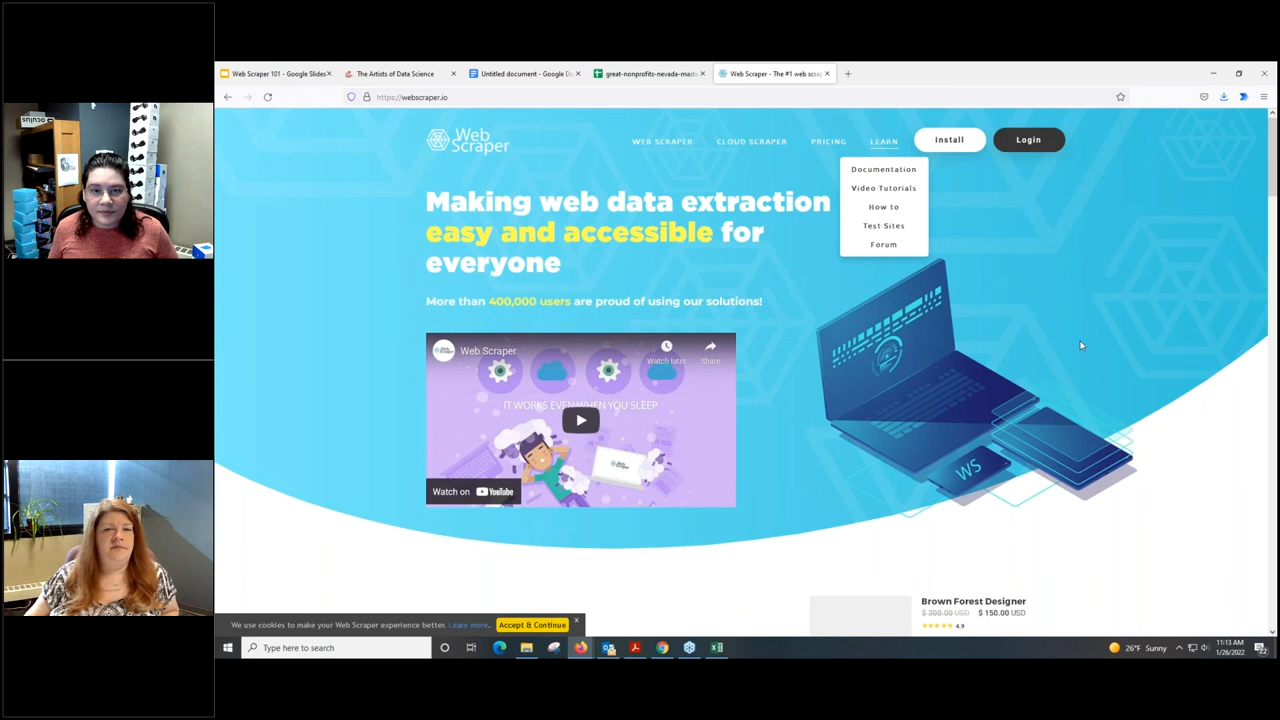 oculus
Web Scraper 101 - Google Slides
The Artists of Data Science
Untitled document - Google D
great-nonprofits-nevada-mast
Web Scraper - The #1 web scrap
https://webscraper.io
Web
Scraper
WEB SCRAPER
CLOUD SCRAPER
PRICING
LEARN
Install
Login
Documentation
Video Tutorials
How to
Test Sites
Forum
Making web data extraction
easy and accessible for
everyone
More than 400,000 users are proud of using our solutions!
Web Scraper
Watch later
Share
IT WORKS EVEN WHEN YOU SLEEP
Watch on YouTube
WS
Brown Forest Designer
$ 300.00 USD $ 150.00 USD
4.9
We use cookies to make your Web Scraper experience better. Learn more. Accept & Continue
Type here to search
26°F Sunny
11:13 AM
1/26/2022
22